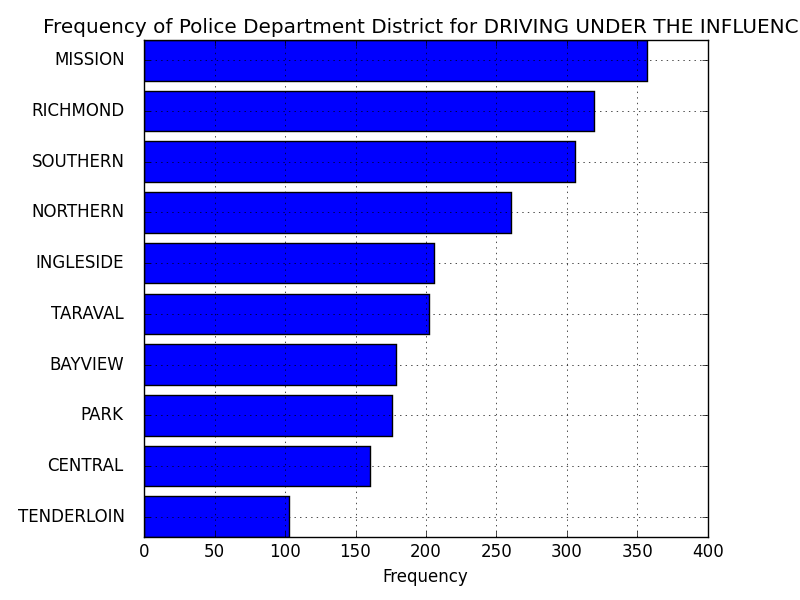 Frequency of Police Department District for DRIVING UNDER THE INFLUENC
MISSION
RICHMOND
SOUTHERN
NORTHERN
INGLESIDE
TARAVAL
BAYVIEW
PARK
CENTRAL
TENDERLOIN
0 50 100 150 200 250 300 350 400
Frequency